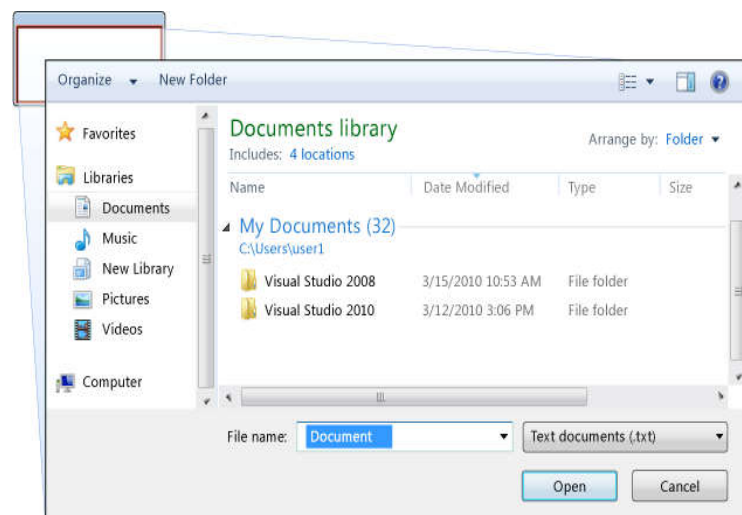 Organize New Folder
Favorites
Libraries
Documents
Music
New Library
Pictures
Videos
Computer
Documents library
Includes: 4 locations
Arrange by: Folder
Name Date Modified Type Size
My Documents (32)
C:\Users\user1
Visual Studio 2008 3/15/2010 10:53 AM File folder
Visual Studio 2010 3/12/2010 3:06 PM File folder
File name: Document Text documents (.txt)
Open Cancel